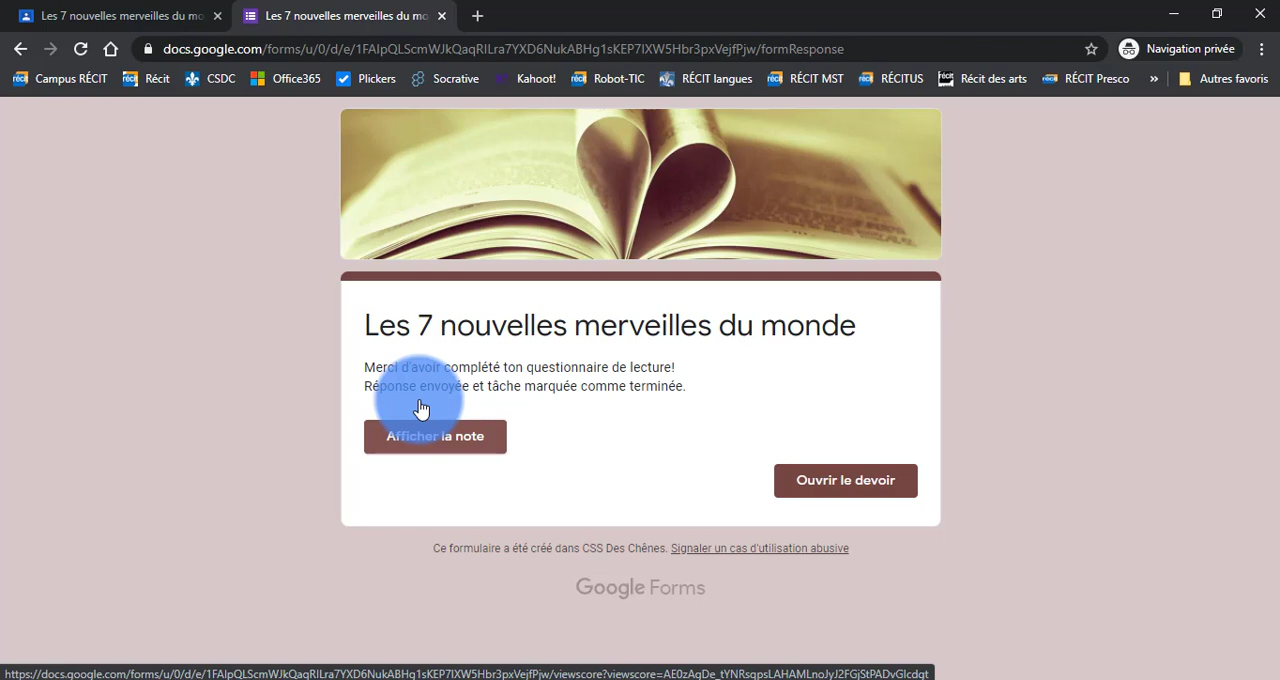 Les 7 nouvelles merveilles du mo
Les 7 nouvelles merveilles du mo
docs.google.com/forms/u/0/d/e/1FAIpQLScmWJkQaqRILra7YXD6NukABHg1sKEP7IXW5Hbr3pxVejfPjw/formResponse
Navigation privée
Campus RÉCIT
Récit
CSDC
Office365
Plickers
Socrative
Kahoot!
Robot-TIC
RÉCIT langues
RÉCIT MST
RÉCITUS
Récit des arts
RÉCIT Presco
»
Autres favoris
Les 7 nouvelles merveilles du monde
Merci d'avoir complété ton questionnaire de lecture!
Réponse envoyée et tâche marquée comme terminée.
Afficher la note
Ouvrir le devoir
Ce formulaire a été créé dans CSS Des Chênes. Signaler un cas d'utilisation abusive
Google Forms
https://docs.google.com/forms/u/0/d/e/1FAIpQLScmWJkQaqRILra7YXD6NukABHg1sKEP7IXW5Hbr3pxVejfPjw/viewscore?viewscore=AE0zAgDe_tYNRsgpsLAHAMLnoJyJ2FGjStPADvGlcdgt